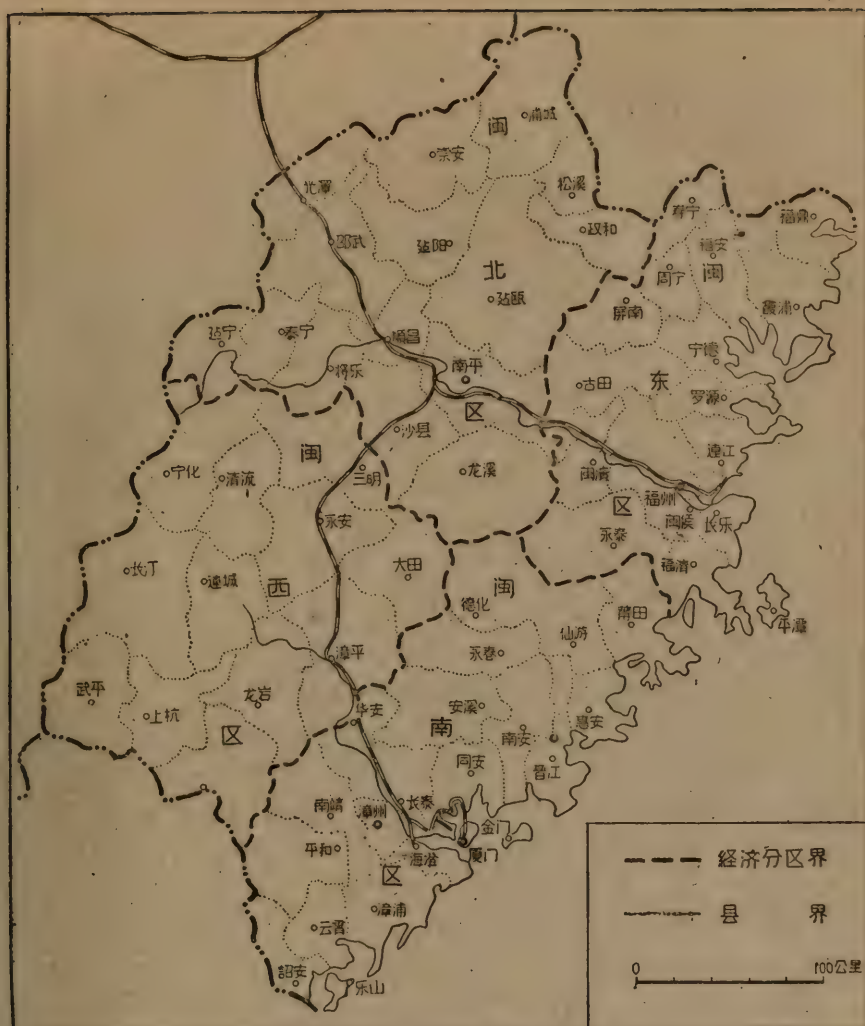 闽
浦城
崇安
松溪
光泽
寿宁
福鼎
政和
邵武
建阳
福安
闽
周宁
北
建瓯
屏南
霞浦
建宁
泰宁
顺昌
宁德
将乐
南平
古田
东
罗源
区
沙县
闽
连江
宁化
清流
三明
龙溪
闽清
福州
永安
区
闽侯
长乐
永泰
长汀
連城
西
大田
闽
福清
德化
莆田
平潭
仙游
永春
漳平
武平
上杭
龙岩
华安
安溪
惠安
区
南
南安
同安
晋江
长泰
南靖
漳州
金门
平和
海澄
厦门
区
漳浦
云霄
詔安
乐山
经济分区界
县 界
0 100公里